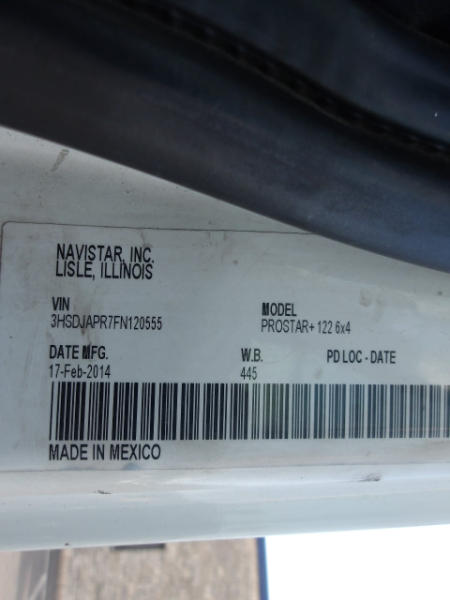 NAVISTAR, INC.
LISLE, ILLINOIS
VIN MODEL
3HSDJAPR7FN120555 PROSTAR+ 122 6x4
DATE MFG. W.B. PD LOC - DATE
17-Feb-2014 445
MADE IN MEXICO